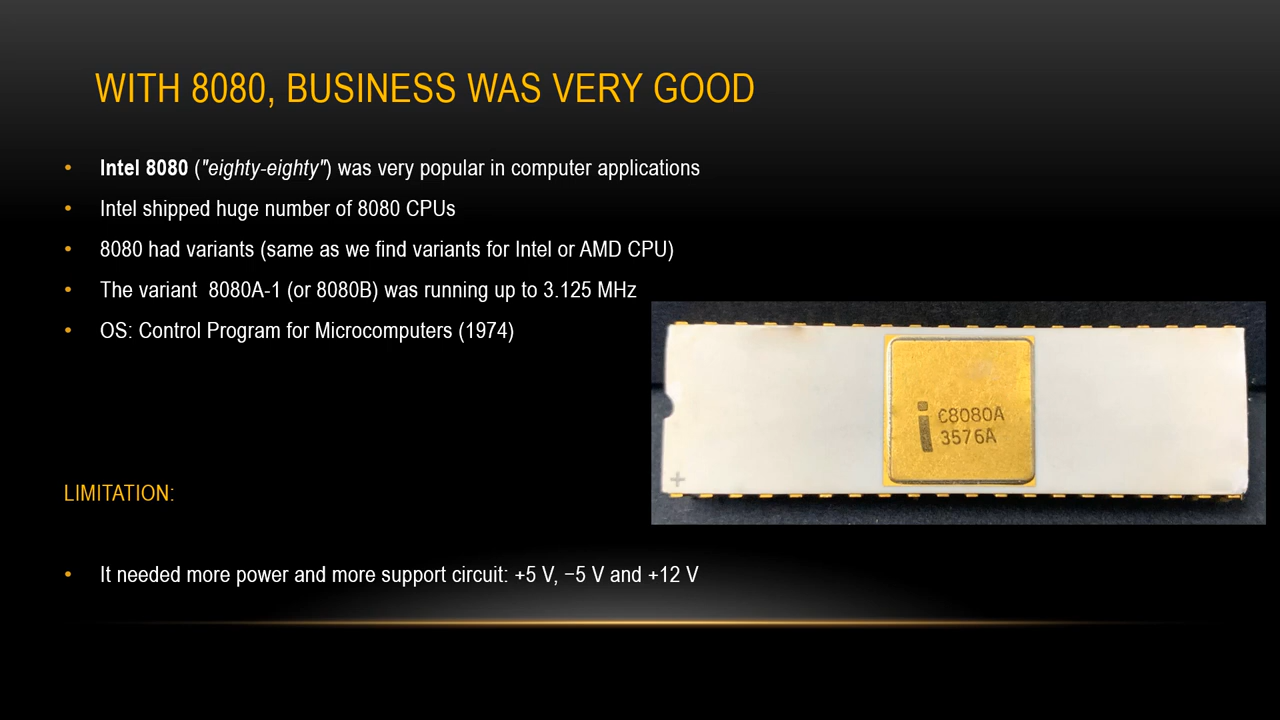 WITH 8080, BUSINESS WAS VERY GOOD
• Intel 8080 ("eighty-eighty") was very popular in computer applications
• Intel shipped huge number of 8080 CPUs
• 8080 had variants (same as we find variants for Intel or AMD CPU)
• The variant  8080A-1 (or 8080B) was running up to 3.125 MHz
• OS: Control Program for Microcomputers (1974)
i C8080A
3576A
+
LIMITATION:
• It needed more power and more support circuit: +5 V, −5 V and +12 V